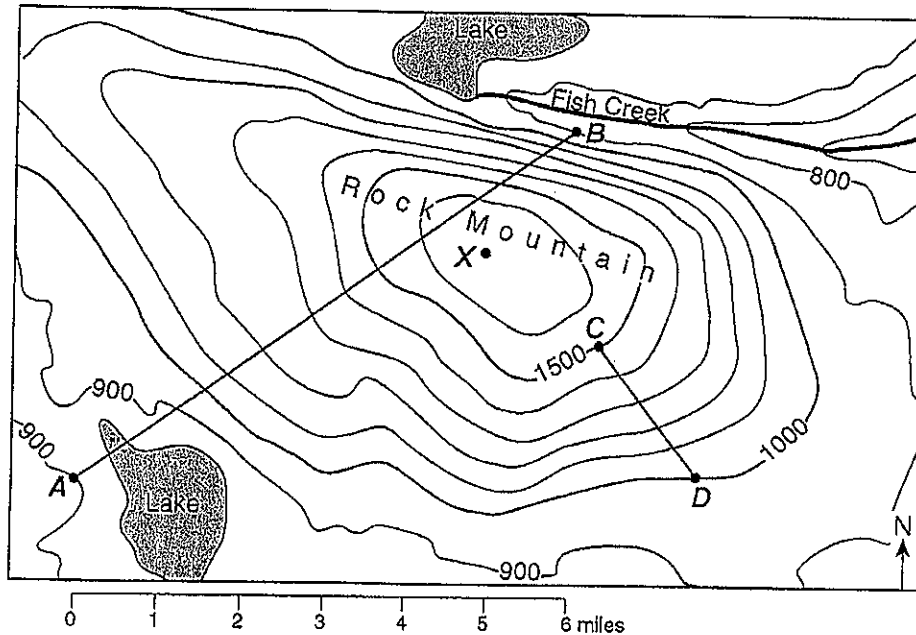 Lake
Fish Creek
B
800
Rock Mountain
X
C
1500
900
900
1000
A
Lake
D
N
900
0 1 2 3 4 5 6 miles